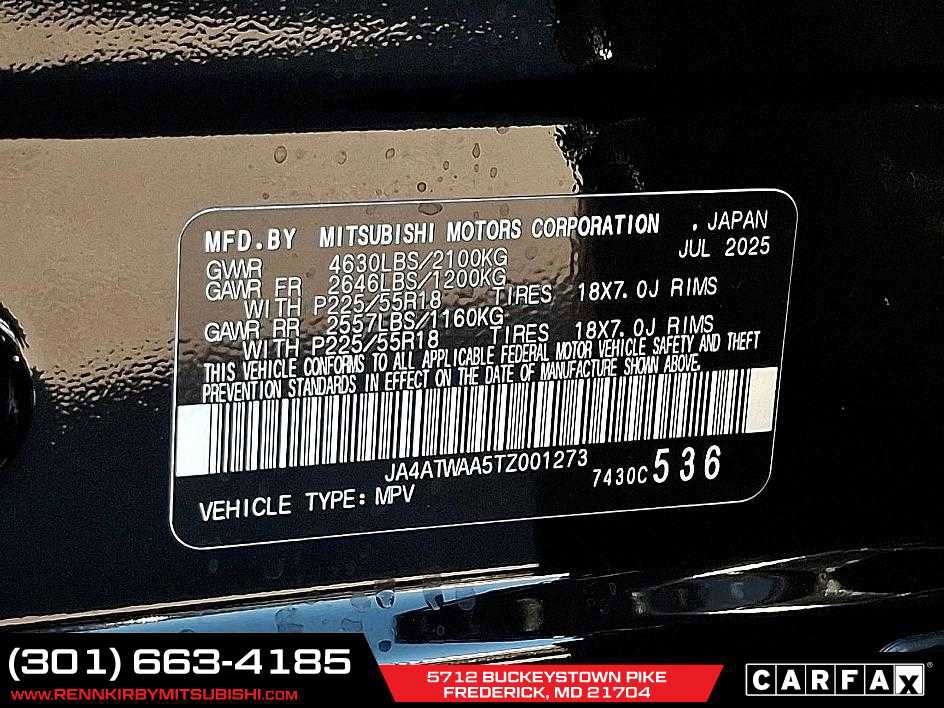 MFD.BY MITSUBISHI MOTORS CORPORATION , JAPAN
JUL 2025
GVWR 4630LBS/2100KG
GAWR FR 2646LBS/1200KG
WITH P225/55R18 TIRES 18X7.0J RIMS
GAWR RR 2557LBS/1160KG
WITH P225/55R18 TIRES 18X7.0J RIMS
THIS VEHICLE CONFORMS TO ALL APPLICABLE FEDERAL MOTOR VEHICLE SAFETY AND THEFT
PREVENTION STANDARDS IN EFFECT ON THE DATE OF MANUFACTURE SHOWN ABOVE.
JA4ATWAA5TZ001273
7430C 536
VEHICLE TYPE: MPV
(301) 663-4185
WWW.RENNKIRBYMITSUBISHI.COM
5712 BUCKEYSTOWN PIKE
FREDERICK, MD 21704
CARFAX